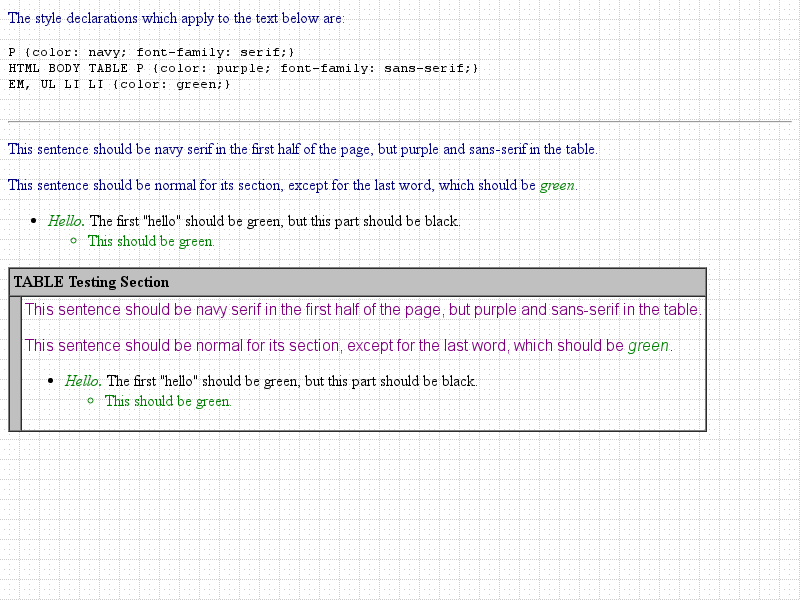 The style declarations which apply to the text below are:
P {color: navy; font-family: serif;}
HTML BODY TABLE P {color: purple; font-family: sans-serif;}
EM, UL LI LI {color: green;}
This sentence should be navy serif in the first half of the page, but purple and sans-serif in the table.
This sentence should be normal for its section, except for the last word, which should be green.
Hello. The first "hello" should be green, but this part should be black.
This should be green.
TABLE Testing Section
This sentence should be navy serif in the first half of the page, but purple and sans-serif in the table.
This sentence should be normal for its section, except for the last word, which should be green.
Hello. The first "hello" should be green, but this part should be black.
This should be green.